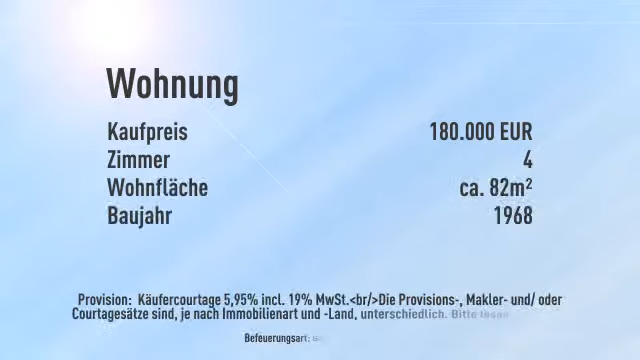 Wohnung
Kaufpreis 180.000 EUR
Zimmer 4
Wohnfläche ca. 82m²
Baujahr 1968
Provision: Käufercourtage 5,95% incl. 19% MwSt.<br/>Die Provisions-, Makler- und/ oder
Courtagesätze sind, je nach Immobilienart und -Land, unterschiedlich. Bitte
Befeuerungsart: